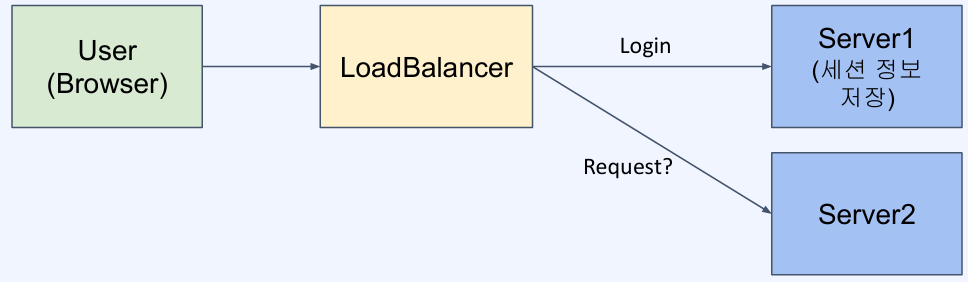 User
(Browser)
LoadBalancer
Login
Server1
(세션 정보
저장)
Request?
Server2